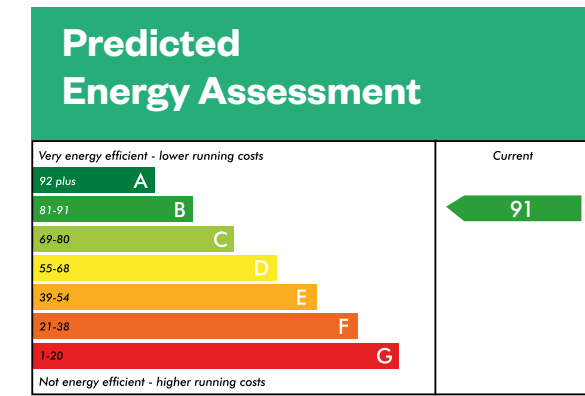 Predicted
Energy Assessment
Very energy efficient - lower running costs
Current
92 plus A
81-91 B
91
69-80 C
55-68 D
39-54 E
21-38 F
1-20 G
Not energy efficient - higher running costs